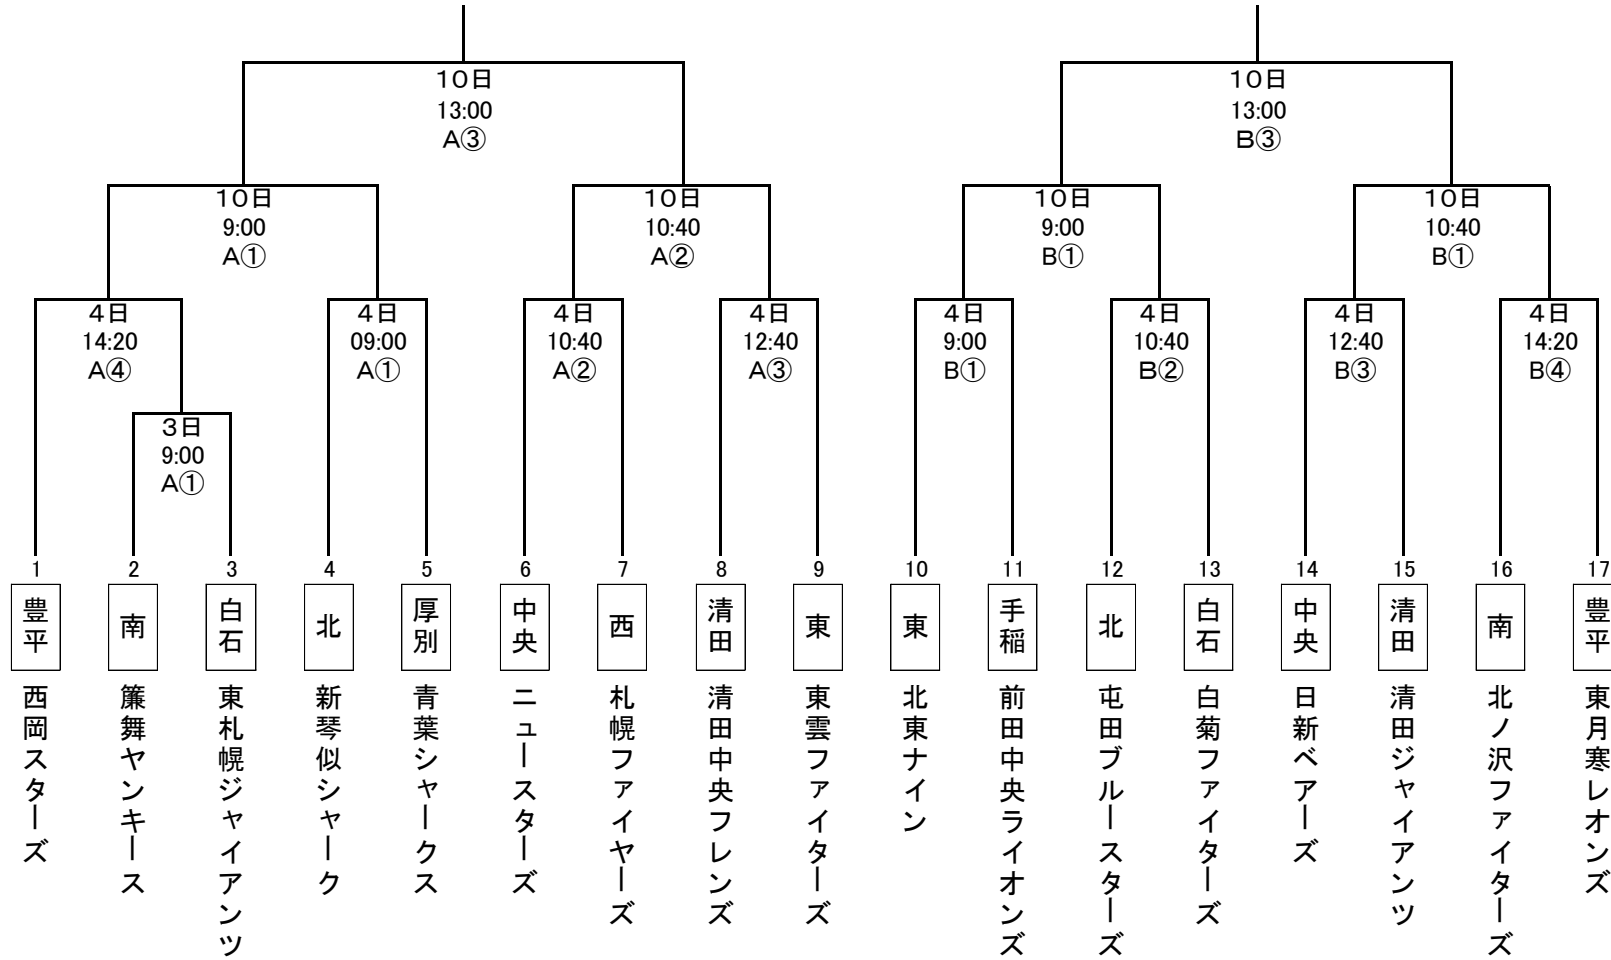 10日
13:00
A③
10日
13:00
B③
10日
9:00
A①
10日
10:40
A②
10日
9:00
B①
10日
10:40
B①
4日
14:20
A④
4日
09:00
A①
4日
10:40
A②
4日
12:40
A③
4日
9:00
B①
4日
10:40
B②
4日
12:40
B③
4日
14:20
B④
3日
9:00
A①
1 2 3 4 5 6 7 8 9 10 11 12 13 14 15 16 17
豊平
南
白石
北
厚別
中央
西
清田
東
東
手稲
北
白石
中央
清田
南
豊平
西岡スターズ
簾舞ヤンキース
東札幌ジャイアンツ
新琴似シャーク
青葉シャークス
ニュースターズ
札幌ファイヤーズ
清田中央フレンズ
東雲ファイターズ
北東ナイン
前田中央ライオンズ
屯田ブルースターズ
白菊ファイターズ
日新ベアーズ
清田ジャイアンツ
北ノ沢ファイターズ
東月寒レオンズ